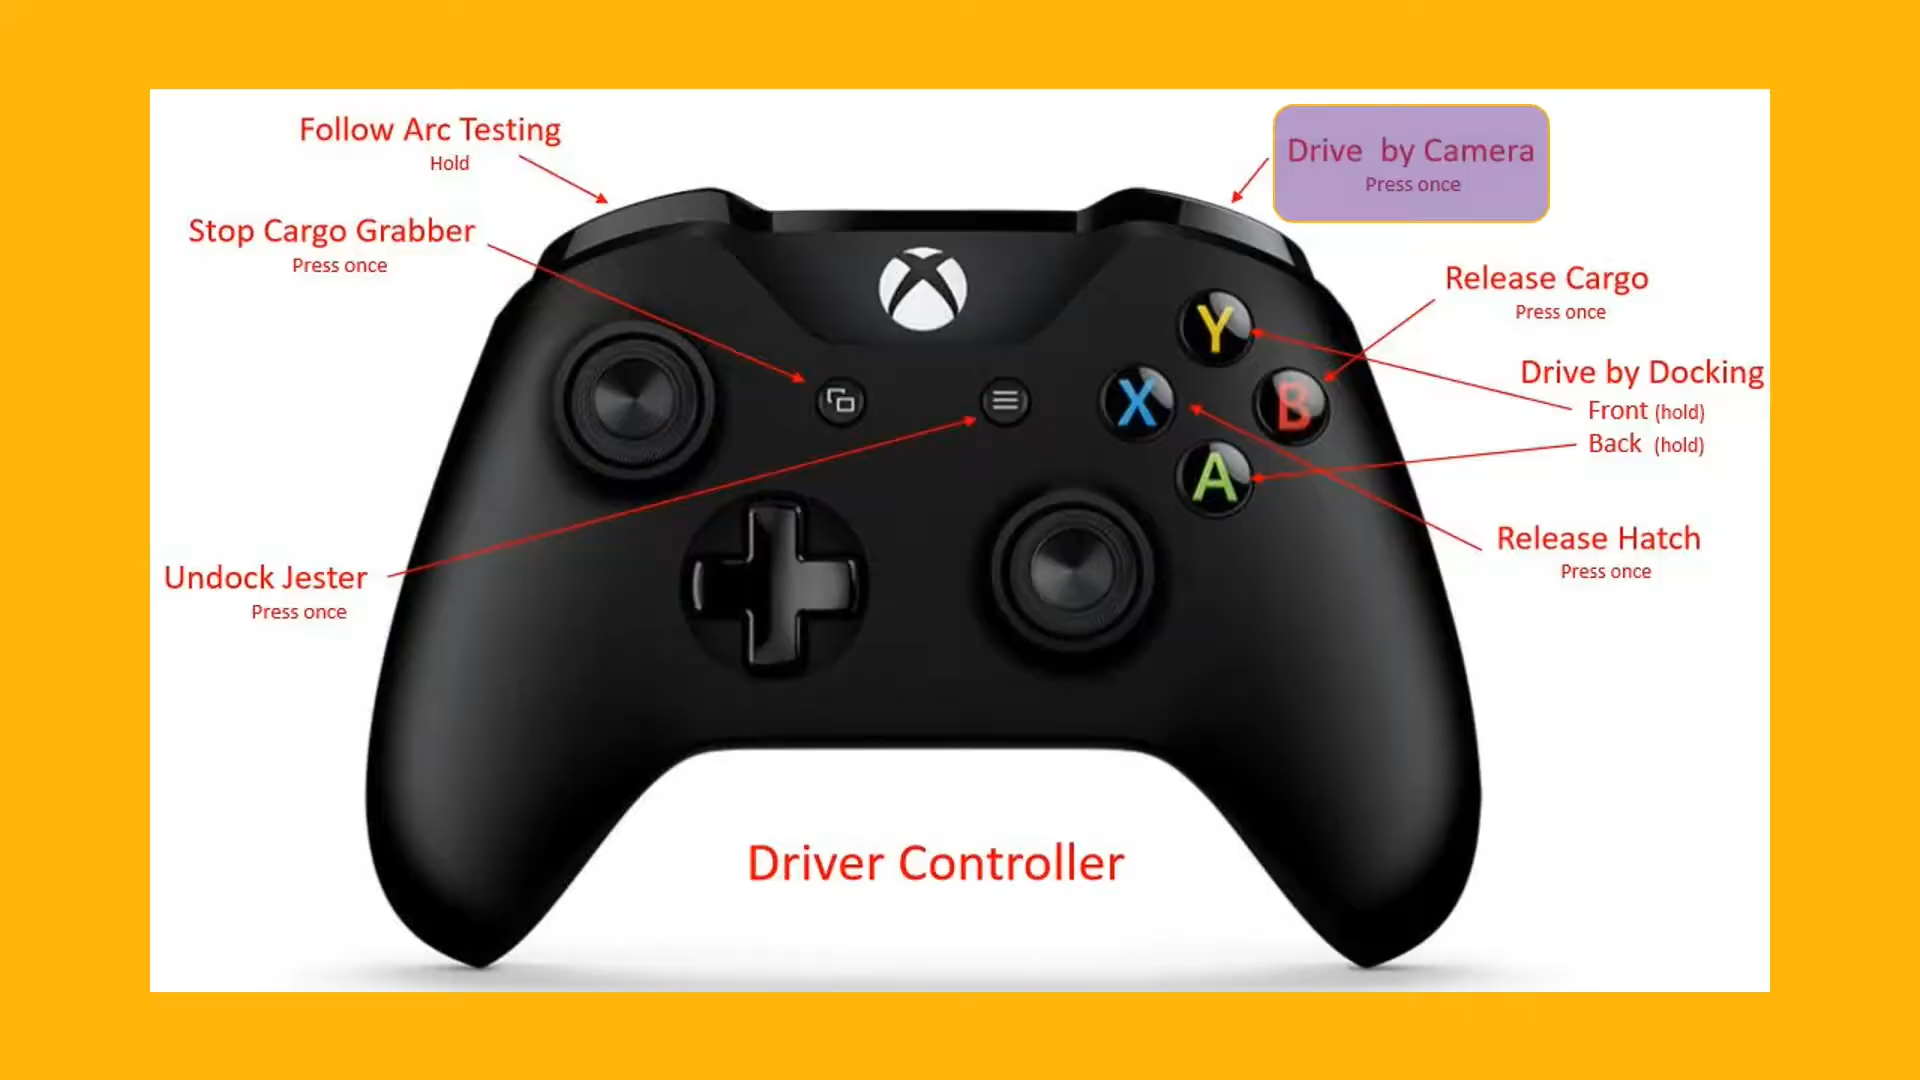 Follow Arc Testing
Hold
Drive by Camera
Press once
Stop Cargo Grabber
Press once
Release Cargo
Press once
Y
X
B
A
Drive by Docking
Front (hold)
Back (hold)
Release Hatch
Press once
Undock Jester
Press once
Driver Controller